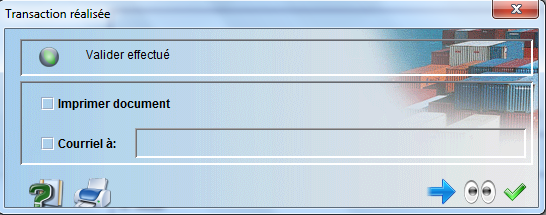 Transaction réalisée
Valider effectué
Imprimer document
Courriel à: